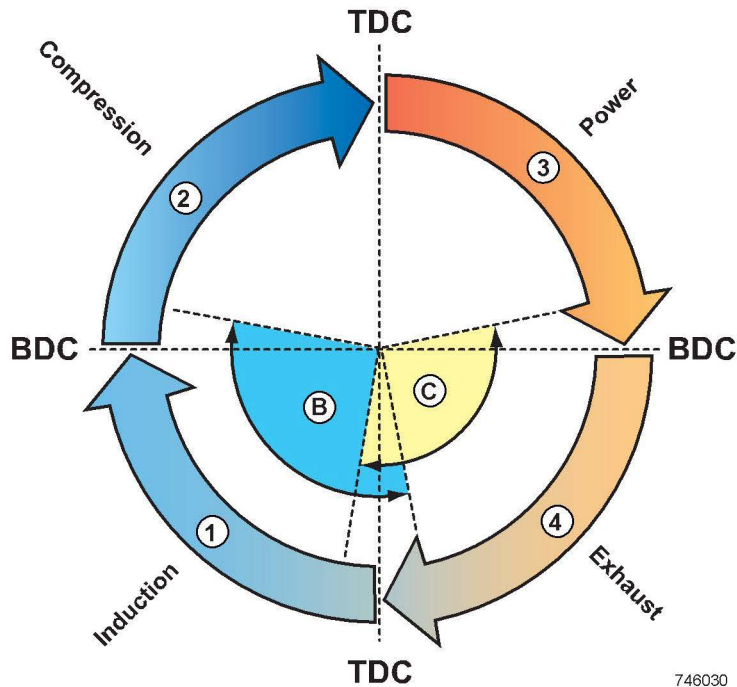 TDC
Compression
Power
2
3
BDC
BDC
B
C
1
4
Induction
Exhaust
TDC
746030